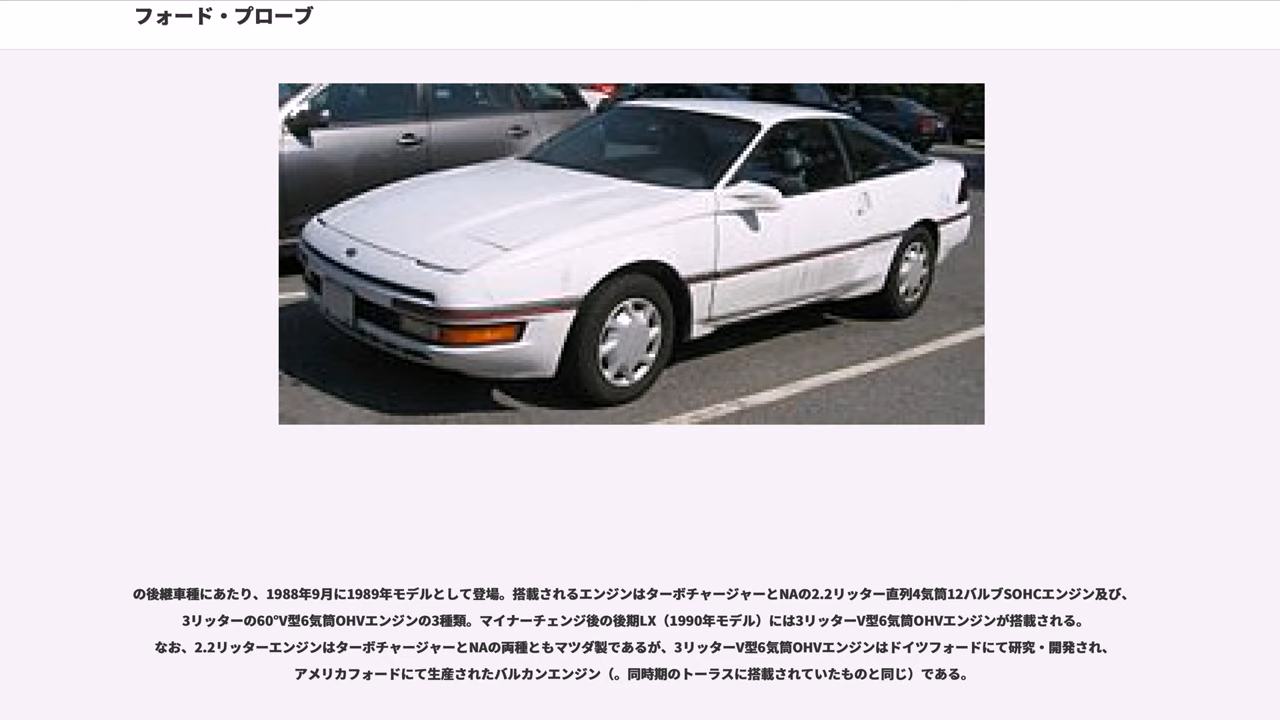 フォード・プローブ
の後継車種にあたり、1988年9月に1989年モデルとして登場。搭載されるエンジンはターボチャージャーとNAの2.2リッター直列4気筒12バルブSOHCエンジン及び、
3リッターの60°V型6気筒OHVエンジンの3種類。マイナーチェンジ後の後期LX（1990年モデル）には3リッターV型6気筒OHVエンジンが搭載される。
なお、2.2リッターエンジンはターボチャージャーとNAの両種ともマツダ製であるが、3リッターV型6気筒OHVエンジンはドイツフォードにて研究・開発され、
アメリカフォードにて生産されたバルカンエンジン（。同時期のトーラスに搭載されていたものと同じ）である。